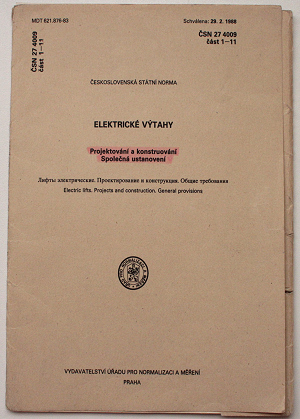 MDT 621.876-83
Schválena: 29. 2. 1988
ČSN 27 4009
část 1–11
ČSN 27 4009
část 1–11
ČESKOSLOVENSKÁ STÁTNÍ NORMA
ELEKTRICKÉ VÝTAHY
Projektování a konstruování
Společná ustanovení
Лифты электрические. Проектирование и конструкция. Общие требования
Electric lifts. Projects and construction. General provisions
VYDAVATELSTVÍ ÚŘADU PRO NORMALIZACI A MĚŘENÍ
PRAHA